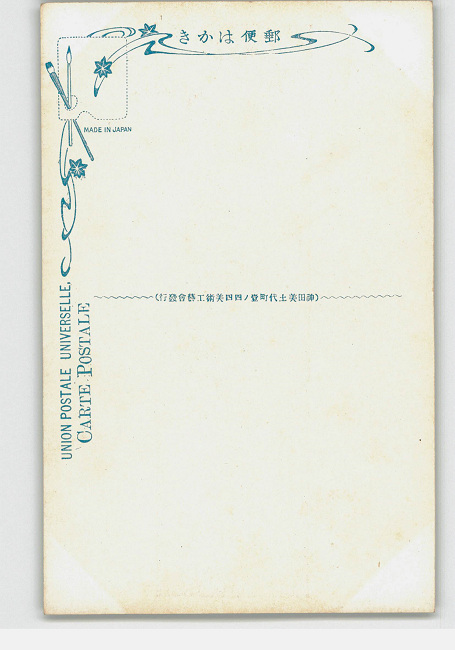 郵便はかき
MADE IN JAPAN
UNION POSTALE UNIVERSELLE.
CARTE POSTALE
(神田美土代町壹ノ四四美術工藝會發行)